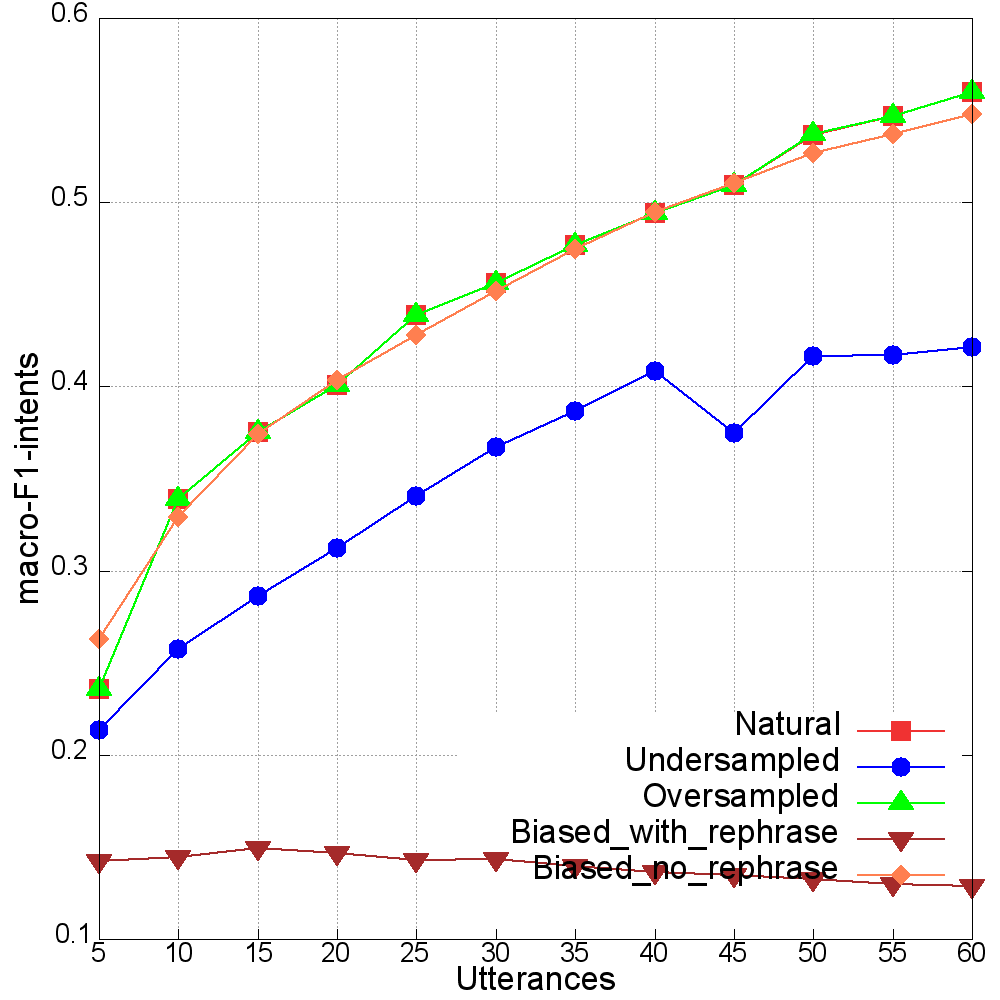 0.6
0.5
0.4
0.3
0.2
0.1
macro-F1-intents
Natural
Undersampled
Oversampled
Biased_with_rephrase
Biased_no_rephrase
5 10 15 20 25 30 35 40 45 50 55 60
Utterances